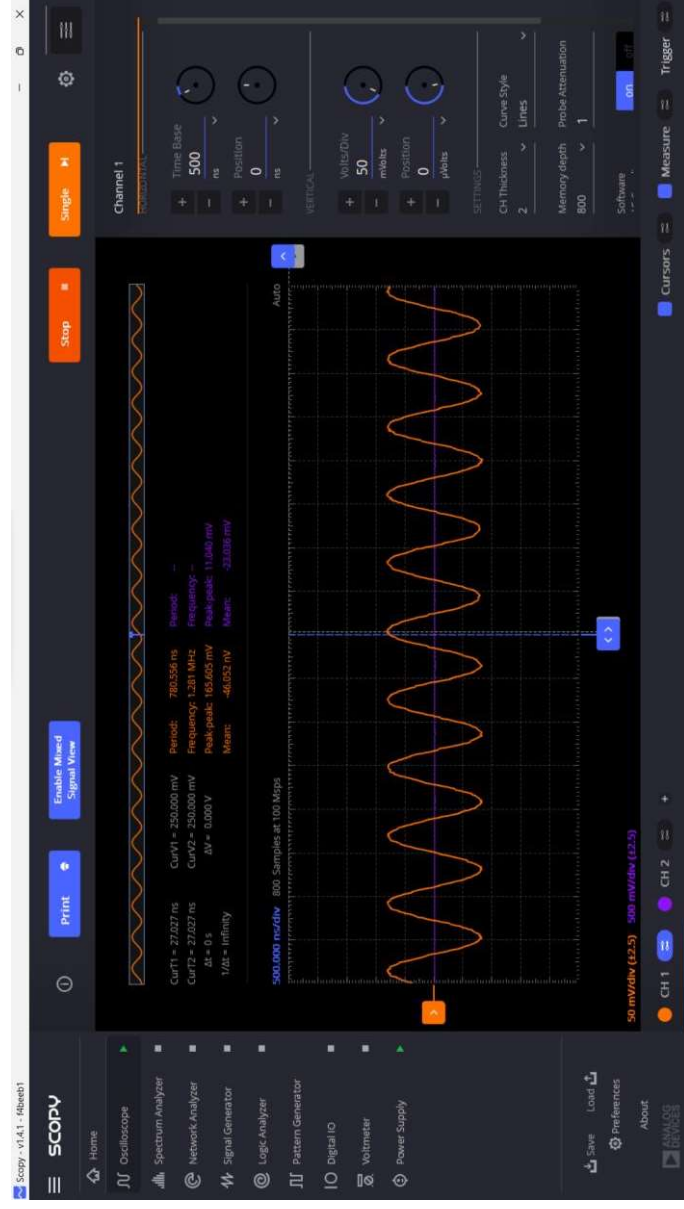 Scopy - v1.4.1 - f4beeb1
SCOPY
Home
Oscilloscope
Spectrum Analyzer
Network Analyzer
Signal Generator
Logic Analyzer
Pattern Generator
Digital IO
Voltmeter
Power Supply
Save Load
Preferences
About
ANALOG
DEVICES
Print
Enable Mixed
Signal View
Stop
Single
CurT1 = 27.027 ns CurV1 = 250.000 mV Period: 780.556 ns Period: --
CurT2 = 27.027 ns CurV2 = 250.000 mV Frequency: 1.281 MHz Frequency: --
Δt = 0 s ΔV = 0.000 V Peak-peak: 165.605 mV Peak-peak: 11.040 mV
1/Δt = Infinity Mean: -46.052 nV Mean: -23.036 mV
500.000 ns/div 800 Samples at 100 Msps Auto
50 mV/div (±2.5) 500 mV/div (±2.5)
CH 1 CH 2 +
Cursors Measure Trigger
Channel 1
HORIZONTAL
Time Base
+ 500
- ns
Position
+ 0
- ns
VERTICAL
Volts/Div
+ 50
- mVolts
Position
+ 0
- µVolts
SETTINGS
CH Thickness Curve Style
2 Lines
Memory depth Probe Attenuation
800 1
Software
on off